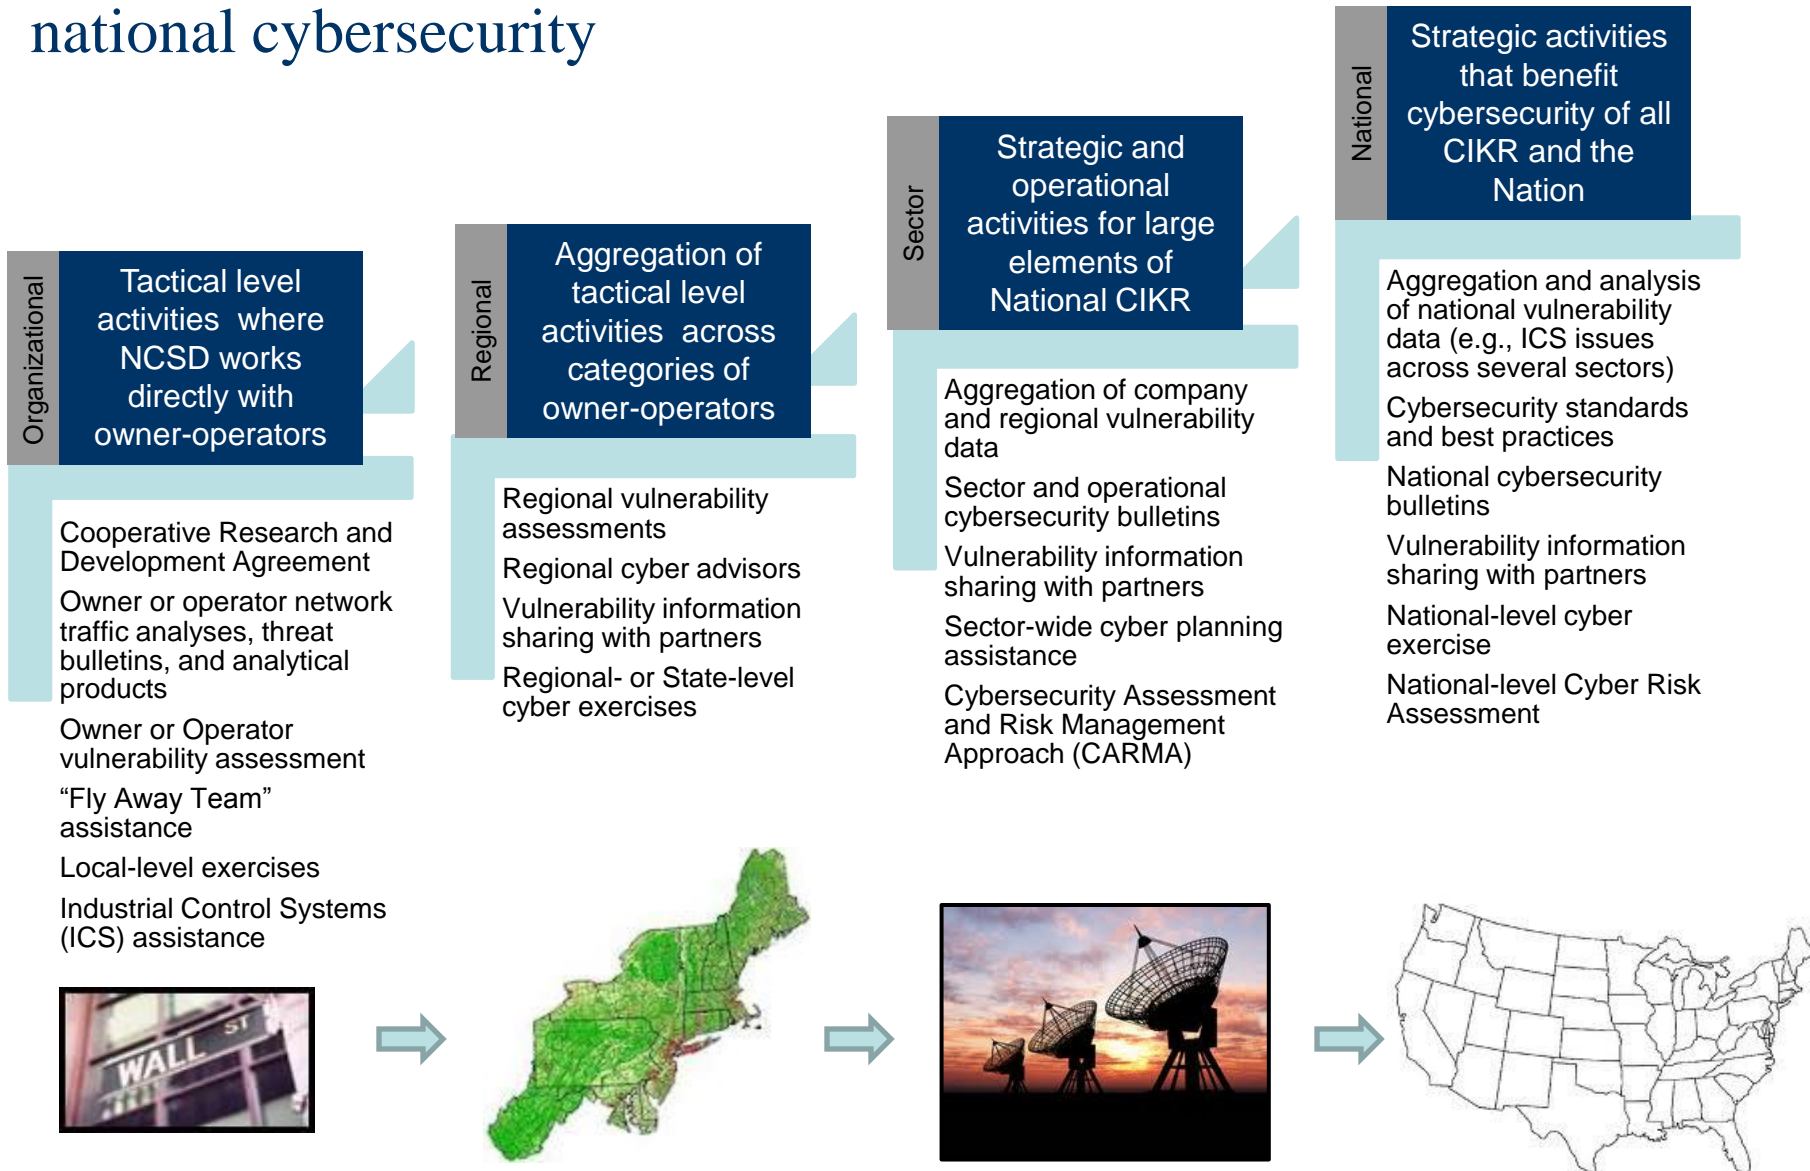 national cybersecurity
Organizational
Tactical level
activities where
NCSD works
directly with
owner-operators
Cooperative Research and
Development Agreement
Owner or operator network
traffic analyses, threat
bulletins, and analytical
products
Owner or Operator
vulnerability assessment
“Fly Away Team”
assistance
Local-level exercises
Industrial Control Systems
(ICS) assistance
WALL ST
Regional
Aggregation of
tactical level
activities across
categories of
owner-operators
Regional vulnerability
assessments
Regional cyber advisors
Vulnerability information
sharing with partners
Regional- or State-level
cyber exercises
Sector
Strategic and
operational
activities for large
elements of
National CIKR
Aggregation of company
and regional vulnerability
data
Sector and operational
cybersecurity bulletins
Vulnerability information
sharing with partners
Sector-wide cyber planning
assistance
Cybersecurity Assessment
and Risk Management
Approach (CARMA)
National
Strategic activities
that benefit
cybersecurity of all
CIKR and the
Nation
Aggregation and analysis
of national vulnerability
data (e.g., ICS issues
across several sectors)
Cybersecurity standards
and best practices
National cybersecurity
bulletins
Vulnerability information
sharing with partners
National-level cyber
exercise
National-level Cyber Risk
Assessment